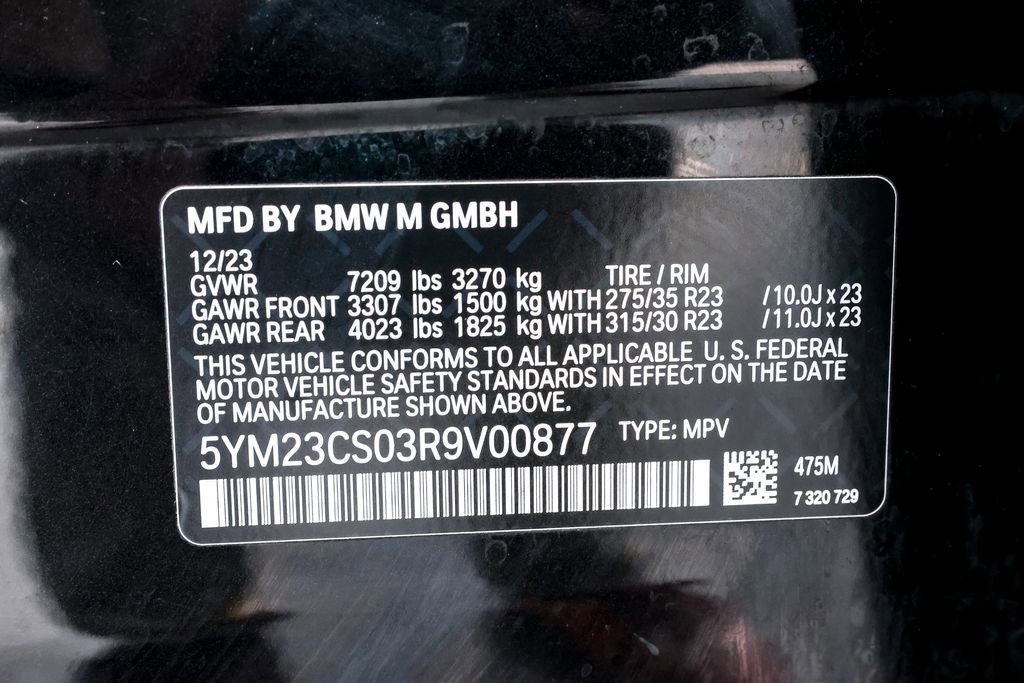 MFD BY BMW M GMBH
12/23
GVWR 7209 lbs 3270 kg TIRE / RIM
GAWR FRONT 3307 lbs 1500 kg WITH 275/35 R23 /10.0J x 23
GAWR REAR 4023 lbs 1825 kg WITH 315/30 R23 /11.0J x 23
THIS VEHICLE CONFORMS TO ALL APPLICABLE U. S. FEDERAL
MOTOR VEHICLE SAFETY STANDARDS IN EFFECT ON THE DATE
OF MANUFACTURE SHOWN ABOVE.
5YM23CS03R9V00877 TYPE: MPV
475M
7 320 729